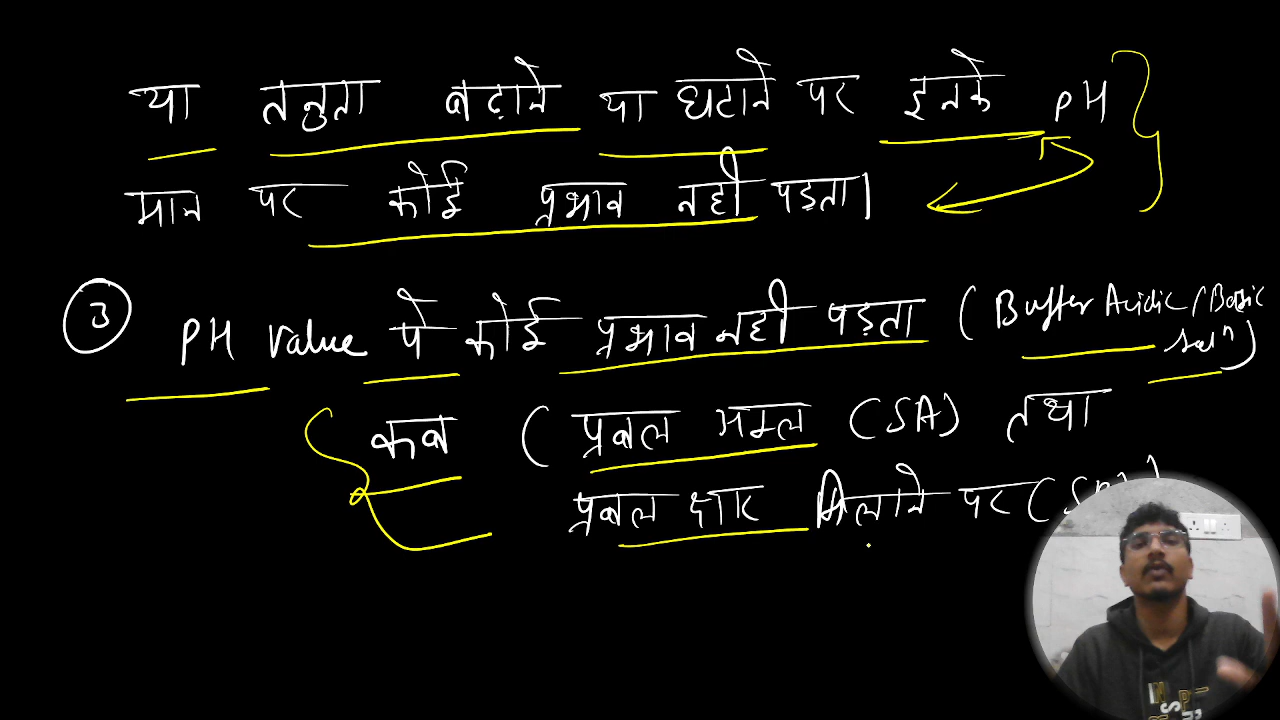 या तनुता बढ़ाने या घटाने पर इनके PH
मान पर कोई प्रभाव नही पड़ता।
3 PH value पे कोई प्रभाव नही पड़ता (Buffer Acidic/Basic
solⁿ)
कब (प्रबल अम्ल (SA) तथा
प्रबल क्षार मिलाने पर (